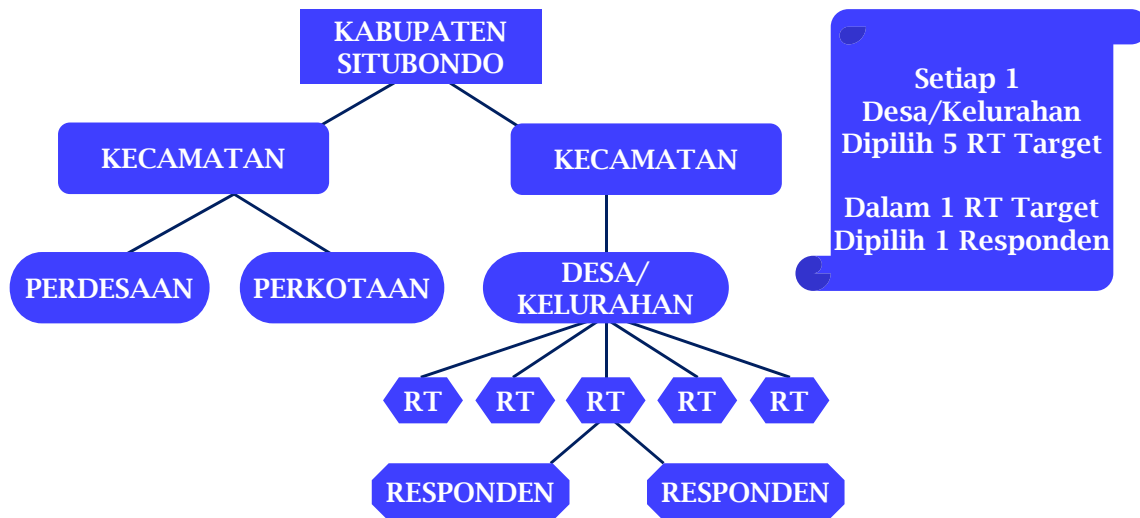 KABUPATEN
SITUBONDO
Setiap 1
Desa/Kelurahan
Dipilih 5 RT Target
Dalam 1 RT Target
Dipilih 1 Responden
KECAMATAN
KECAMATAN
PERDESAAN
PERKOTAAN
DESA/
KELURAHAN
RT
RT
RT
RT
RT
RESPONDEN
RESPONDEN